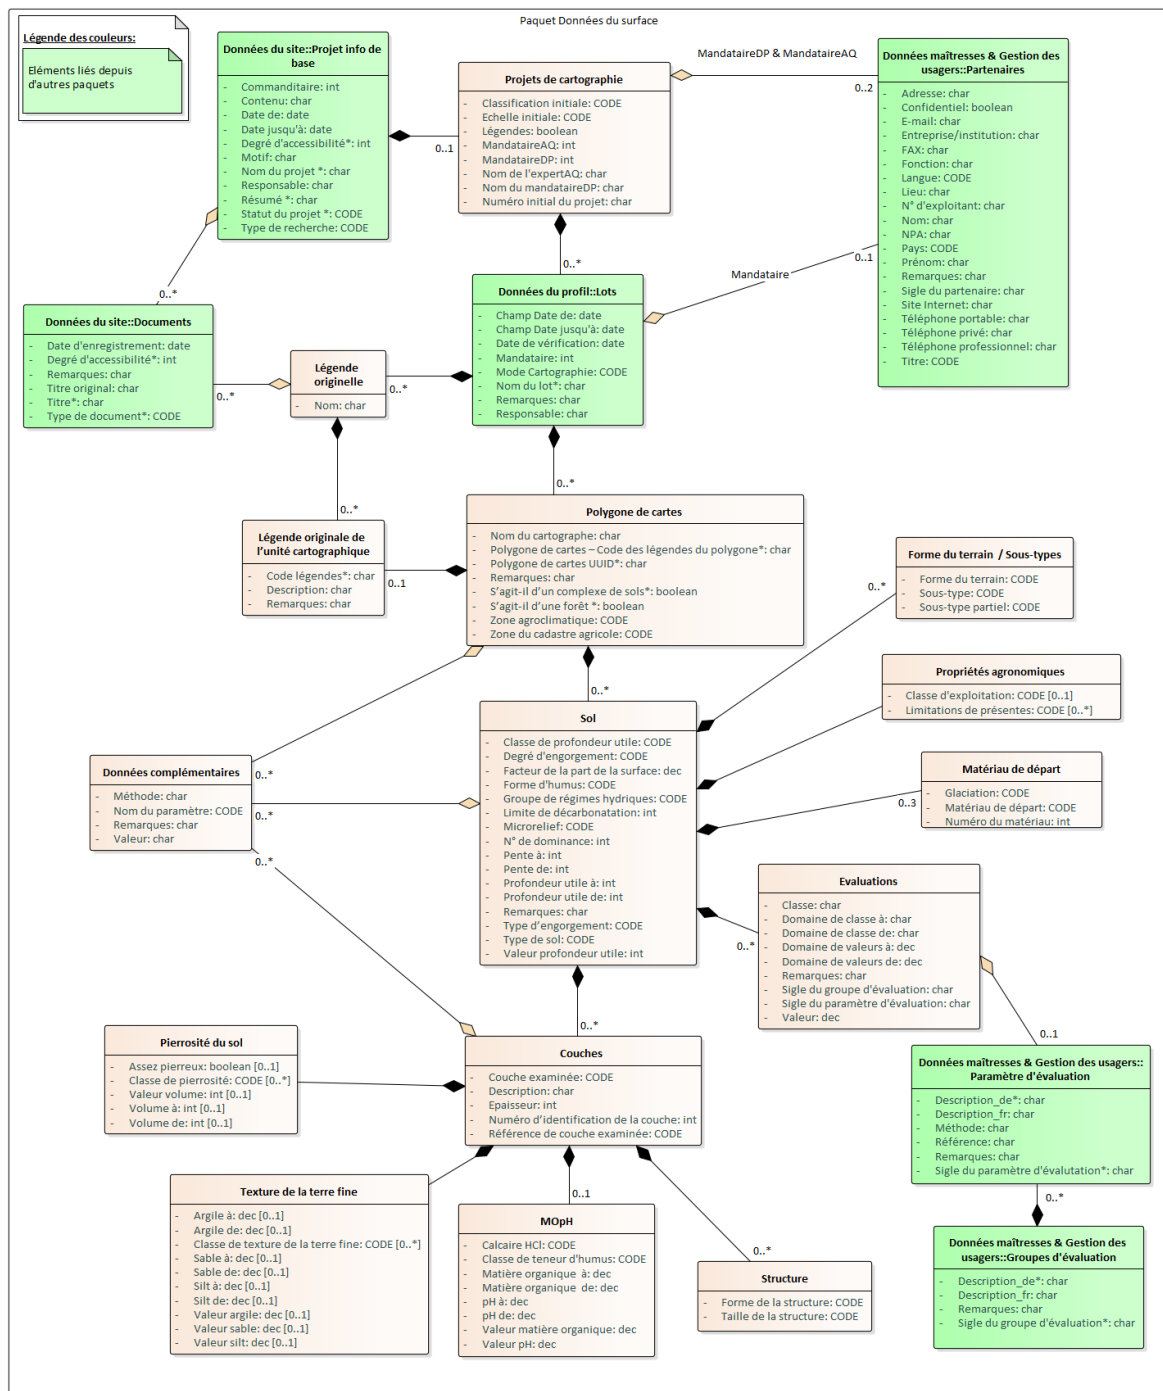 Paquet Données du surface
Légende des couleurs:
Eléments liés depuis
d'autres paquets
Données du site::Projet info de
base
- Commanditaire: int
- Contenu: char
- Date de: date
- Date jusqu'à: date
- Degré d'accessibilité*: int
- Motif: char
- Nom du projet *: char
- Responsable: char
- Résumé *: char
- Statut du projet *: CODE
- Type de recherche: CODE
0..1
Projets de cartographie
- Classification initiale: CODE
- Echelle initiale: CODE
- Légendes: boolean
- MandataireAQ: int
- MandataireDP: int
- Nom de l'expertAQ: char
- Nom du mandataireDP: char
- Numéro initial du projet: char
MandataireDP & MandataireAQ
0..2
Données maîtresses & Gestion des
usagers::Partenaires
- Adresse: char
- Confidentiel: boolean
- E-mail: char
- Entreprise/institution: char
- FAX: char
- Fonction: char
- Langue: CODE
- Lieu: char
- N° d'exploitant: char
- Nom: char
- NPA: char
- Pays: CODE
- Prénom: char
- Remarques: char
- Sigle du partenaire: char
- Site Internet: char
- Téléphone portable: char
- Téléphone privé: char
- Téléphone professionnel: char
- Titre: CODE
0..1
Mandataire
0..*
0..*
Données du site::Documents
- Date d'enregistrement: date
- Degré d'accessibilité*: int
- Remarques: char
- Titre original: char
- Titre*: char
- Type de document*: CODE
0..*
Légende
originelle
- Nom: char
0..*
Données du profil::Lots
- Champ Date de: date
- Champ Date jusqu'à: date
- Date de vérification: date
- Mandataire: int
- Mode Cartographie: CODE
- Nom du lot*: char
- Remarques: char
- Responsable: char
0..*
0..*
Légende originale de
l'unité cartographique
- Code légendes*: char
- Description: char
- Remarques: char
0..1
Polygone de cartes
- Nom du cartographe: char
- Polygone de cartes – Code des légendes du polygone*: char
- Polygone de cartes UUID*: char
- Remarques: char
- S'agit-il d'un complexe de sols*: boolean
- S'agit-il d'une forêt *: boolean
- Zone agroclimatique: CODE
- Zone du cadastre agricole: CODE
0..*
Forme du terrain / Sous-types
- Forme du terrain: CODE
- Sous-type: CODE
- Sous-type partiel: CODE
0..*
Propriétés agronomiques
- Classe d'exploitation: CODE [0..1]
- Limitations de présentes: CODE [0..*]
Sol
- Classe de profondeur utile: CODE
- Degré d'engorgement: CODE
- Facteur de la part de la surface: dec
- Forme d'humus: CODE
- Groupe de régimes hydriques: CODE
- Limite de décarbonatation: int
- Microrelief: CODE
- N° de dominance: int
- Pente à: int
- Pente de: int
- Profondeur utile à: int
- Profondeur utile de: int
- Remarques: char
- Type d'engorgement: CODE
- Type de sol: CODE
- Valeur profondeur utile: int
Données complémentaires
- Méthode: char
- Nom du paramètre: CODE
- Remarques: char
- Valeur: char
0..*
0..*
0..*
Matériau de départ
- Glaciation: CODE
- Matériau de départ: CODE
- Numéro du matériau: int
0..3
Evaluations
- Classe: char
- Domaine de classe à: char
- Domaine de classe de: char
- Domaine de valeurs à: dec
- Domaine de valeurs de: dec
- Remarques: char
- Sigle du groupe d'évaluation: char
- Sigle du paramètre d'évaluation: char
- Valeur: dec
0..*
0..1
0..*
Pierrosité du sol
- Assez pierreux: boolean [0..1]
- Classe de pierrosité: CODE [0..*]
- Valeur volume: int [0..1]
- Volume à: int [0..1]
- Volume de: int [0..1]
Couches
- Couche examinée: CODE
- Description: char
- Epaisseur: int
- Numéro d'identification de la couche: int
- Référence de couche examinée: CODE
Données maîtresses & Gestion des usagers::
Paramètre d'évaluation
- Description_de*: char
- Description_fr: char
- Méthode: char
- Référence: char
- Remarques: char
- Sigle du paramètre d'évalutation*: char
0..*
Texture de la terre fine
- Argile à: dec [0..1]
- Argile de: dec [0..1]
- Classe de texture de la terre fine: CODE [0..*]
- Sable à: dec [0..1]
- Sable de: dec [0..1]
- Silt à: dec [0..1]
- Silt de: dec [0..1]
- Valeur argile: dec [0..1]
- Valeur sable: dec [0..1]
- Valeur silt: dec [0..1]
0..1
MOpH
- Calcaire HCl: CODE
- Classe de teneur d'humus: CODE
- Matière organique à: dec
- Matière organique de: dec
- pH à: dec
- pH de: dec
- Valeur matière organique: dec
- Valeur pH: dec
0..*
Structure
- Forme de la structure: CODE
- Taille de la structure: CODE
Données maîtresses & Gestion des
usagers::Groupes d'évaluation
- Description_de*: char
- Description_fr: char
- Remarques: char
- Sigle du groupe d'évaluation*: char